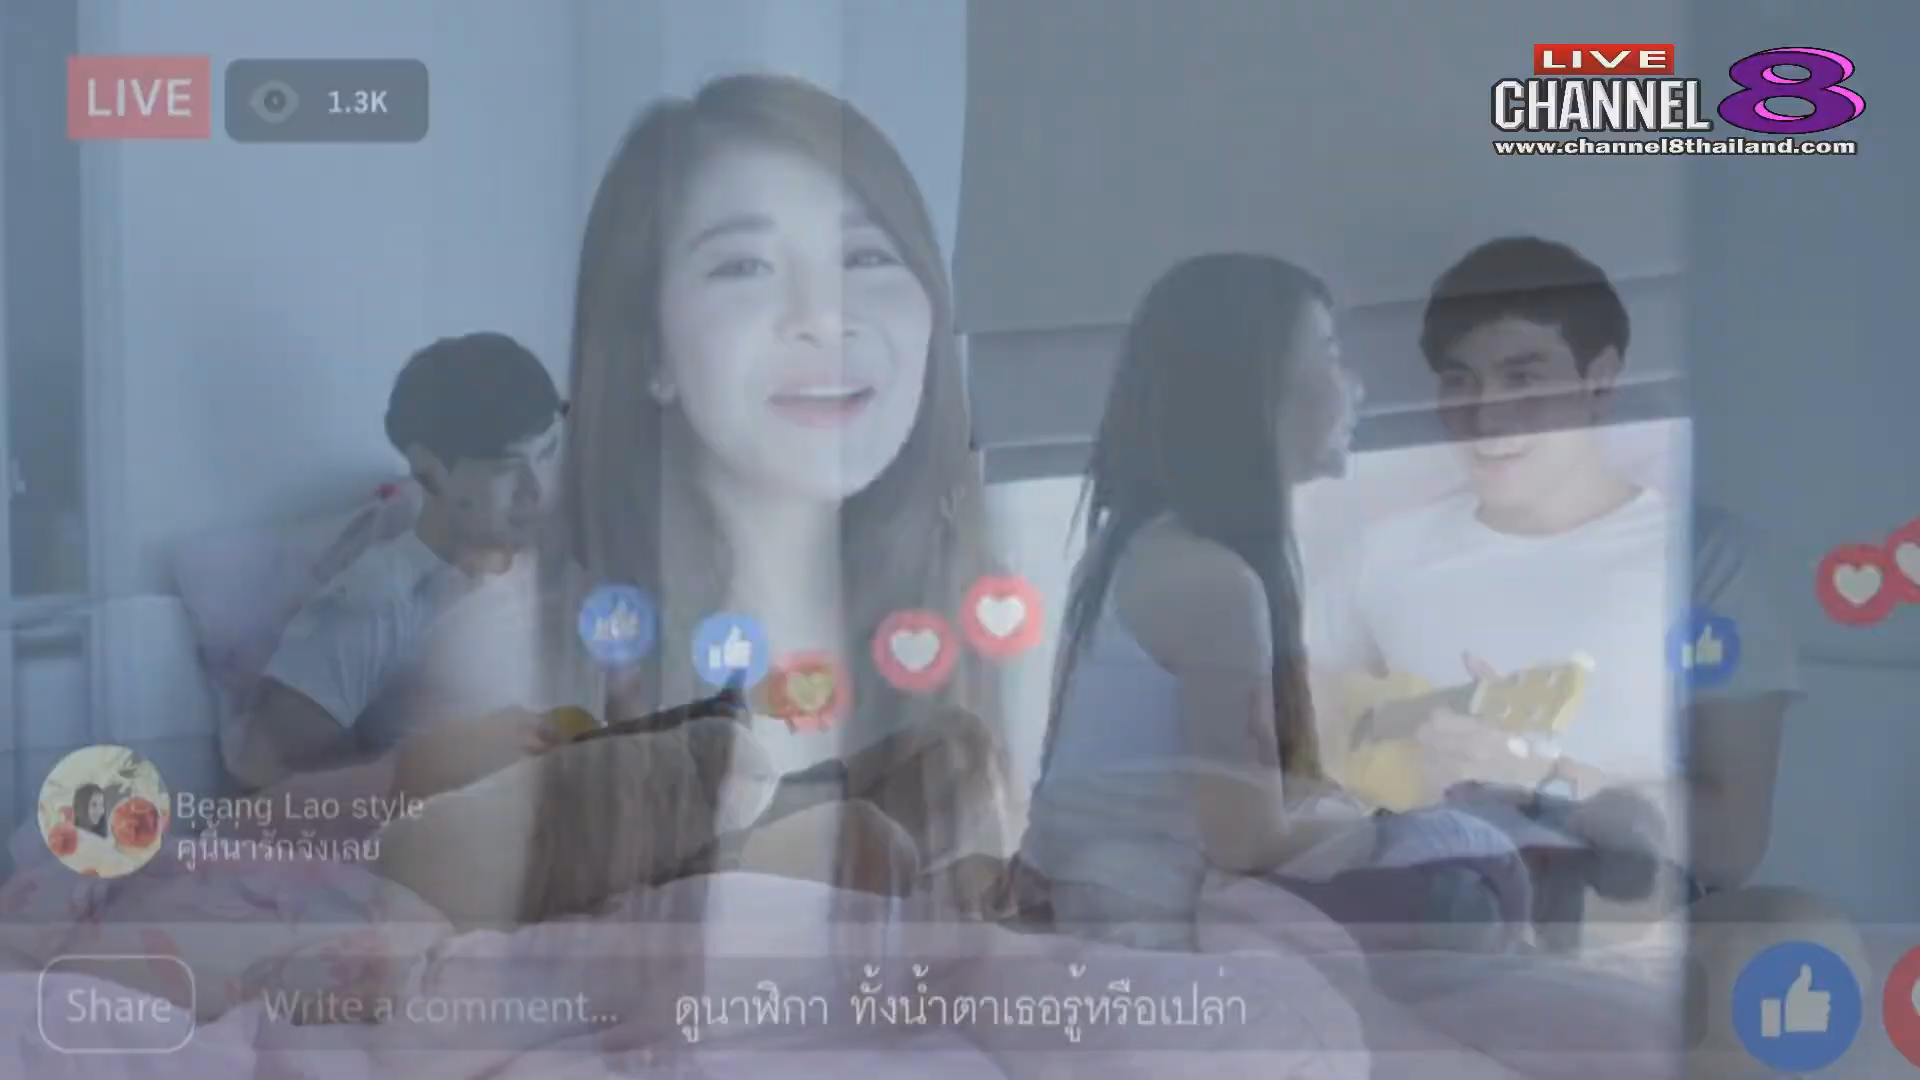 LIVE
1.3K
LIVE
CHANNEL 8
www.channel8thailand.com
Beang Lao style
คู่นี้น่ารักจังเลย
Share
Write a comment...
ดูนาฬิกา ทั้งน้ำตาเธอรู้หรือเปล่า